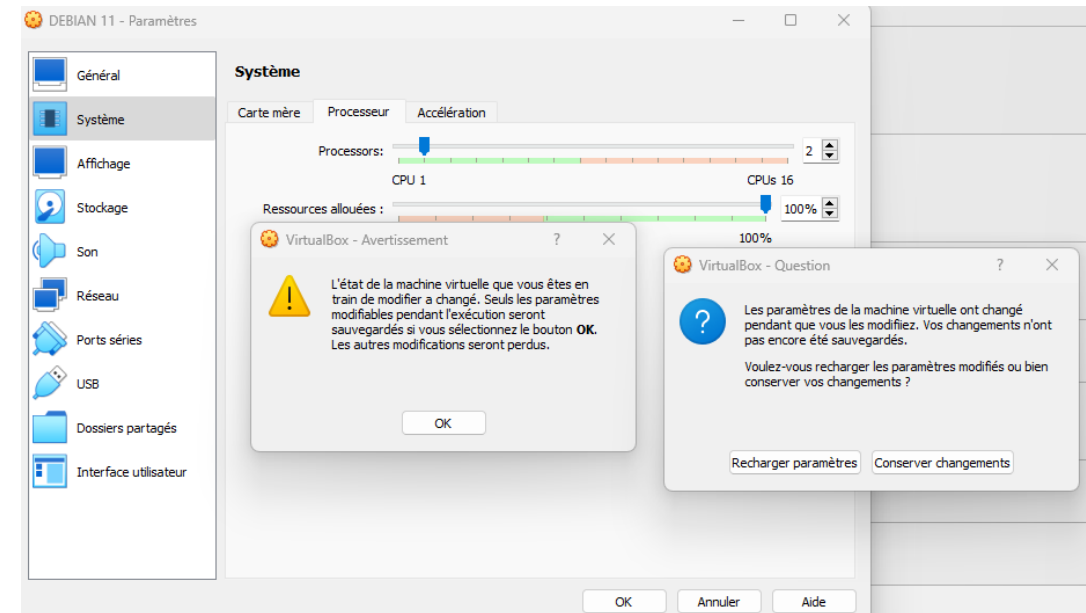 DEBIAN 11 - Paramètres
Général
Système
Affichage
Stockage
Son
Réseau
Ports séries
USB
Dossiers partagés
Interface utilisateur
Système
Carte mère
Processeur
Accélération
Processors:
2
CPU 1
CPUs 16
Ressources allouées :
100%
100%
VirtualBox - Avertissement
?
L'état de la machine virtuelle que vous êtes en
train de modifier a changé. Seuls les paramètres
modifiables pendant l'exécution seront
sauvegardés si vous sélectionnez le bouton OK.
Les autres modifications seront perdus.
OK
VirtualBox - Question
?
Les paramètres de la machine virtuelle ont changé
pendant que vous les modifiez. Vos changements n'ont
pas encore été sauvegardés.
Voulez-vous recharger les paramètres modifiés ou bien
conserver vos changements ?
Recharger paramètres
Conserver changements
OK
Annuler
Aide